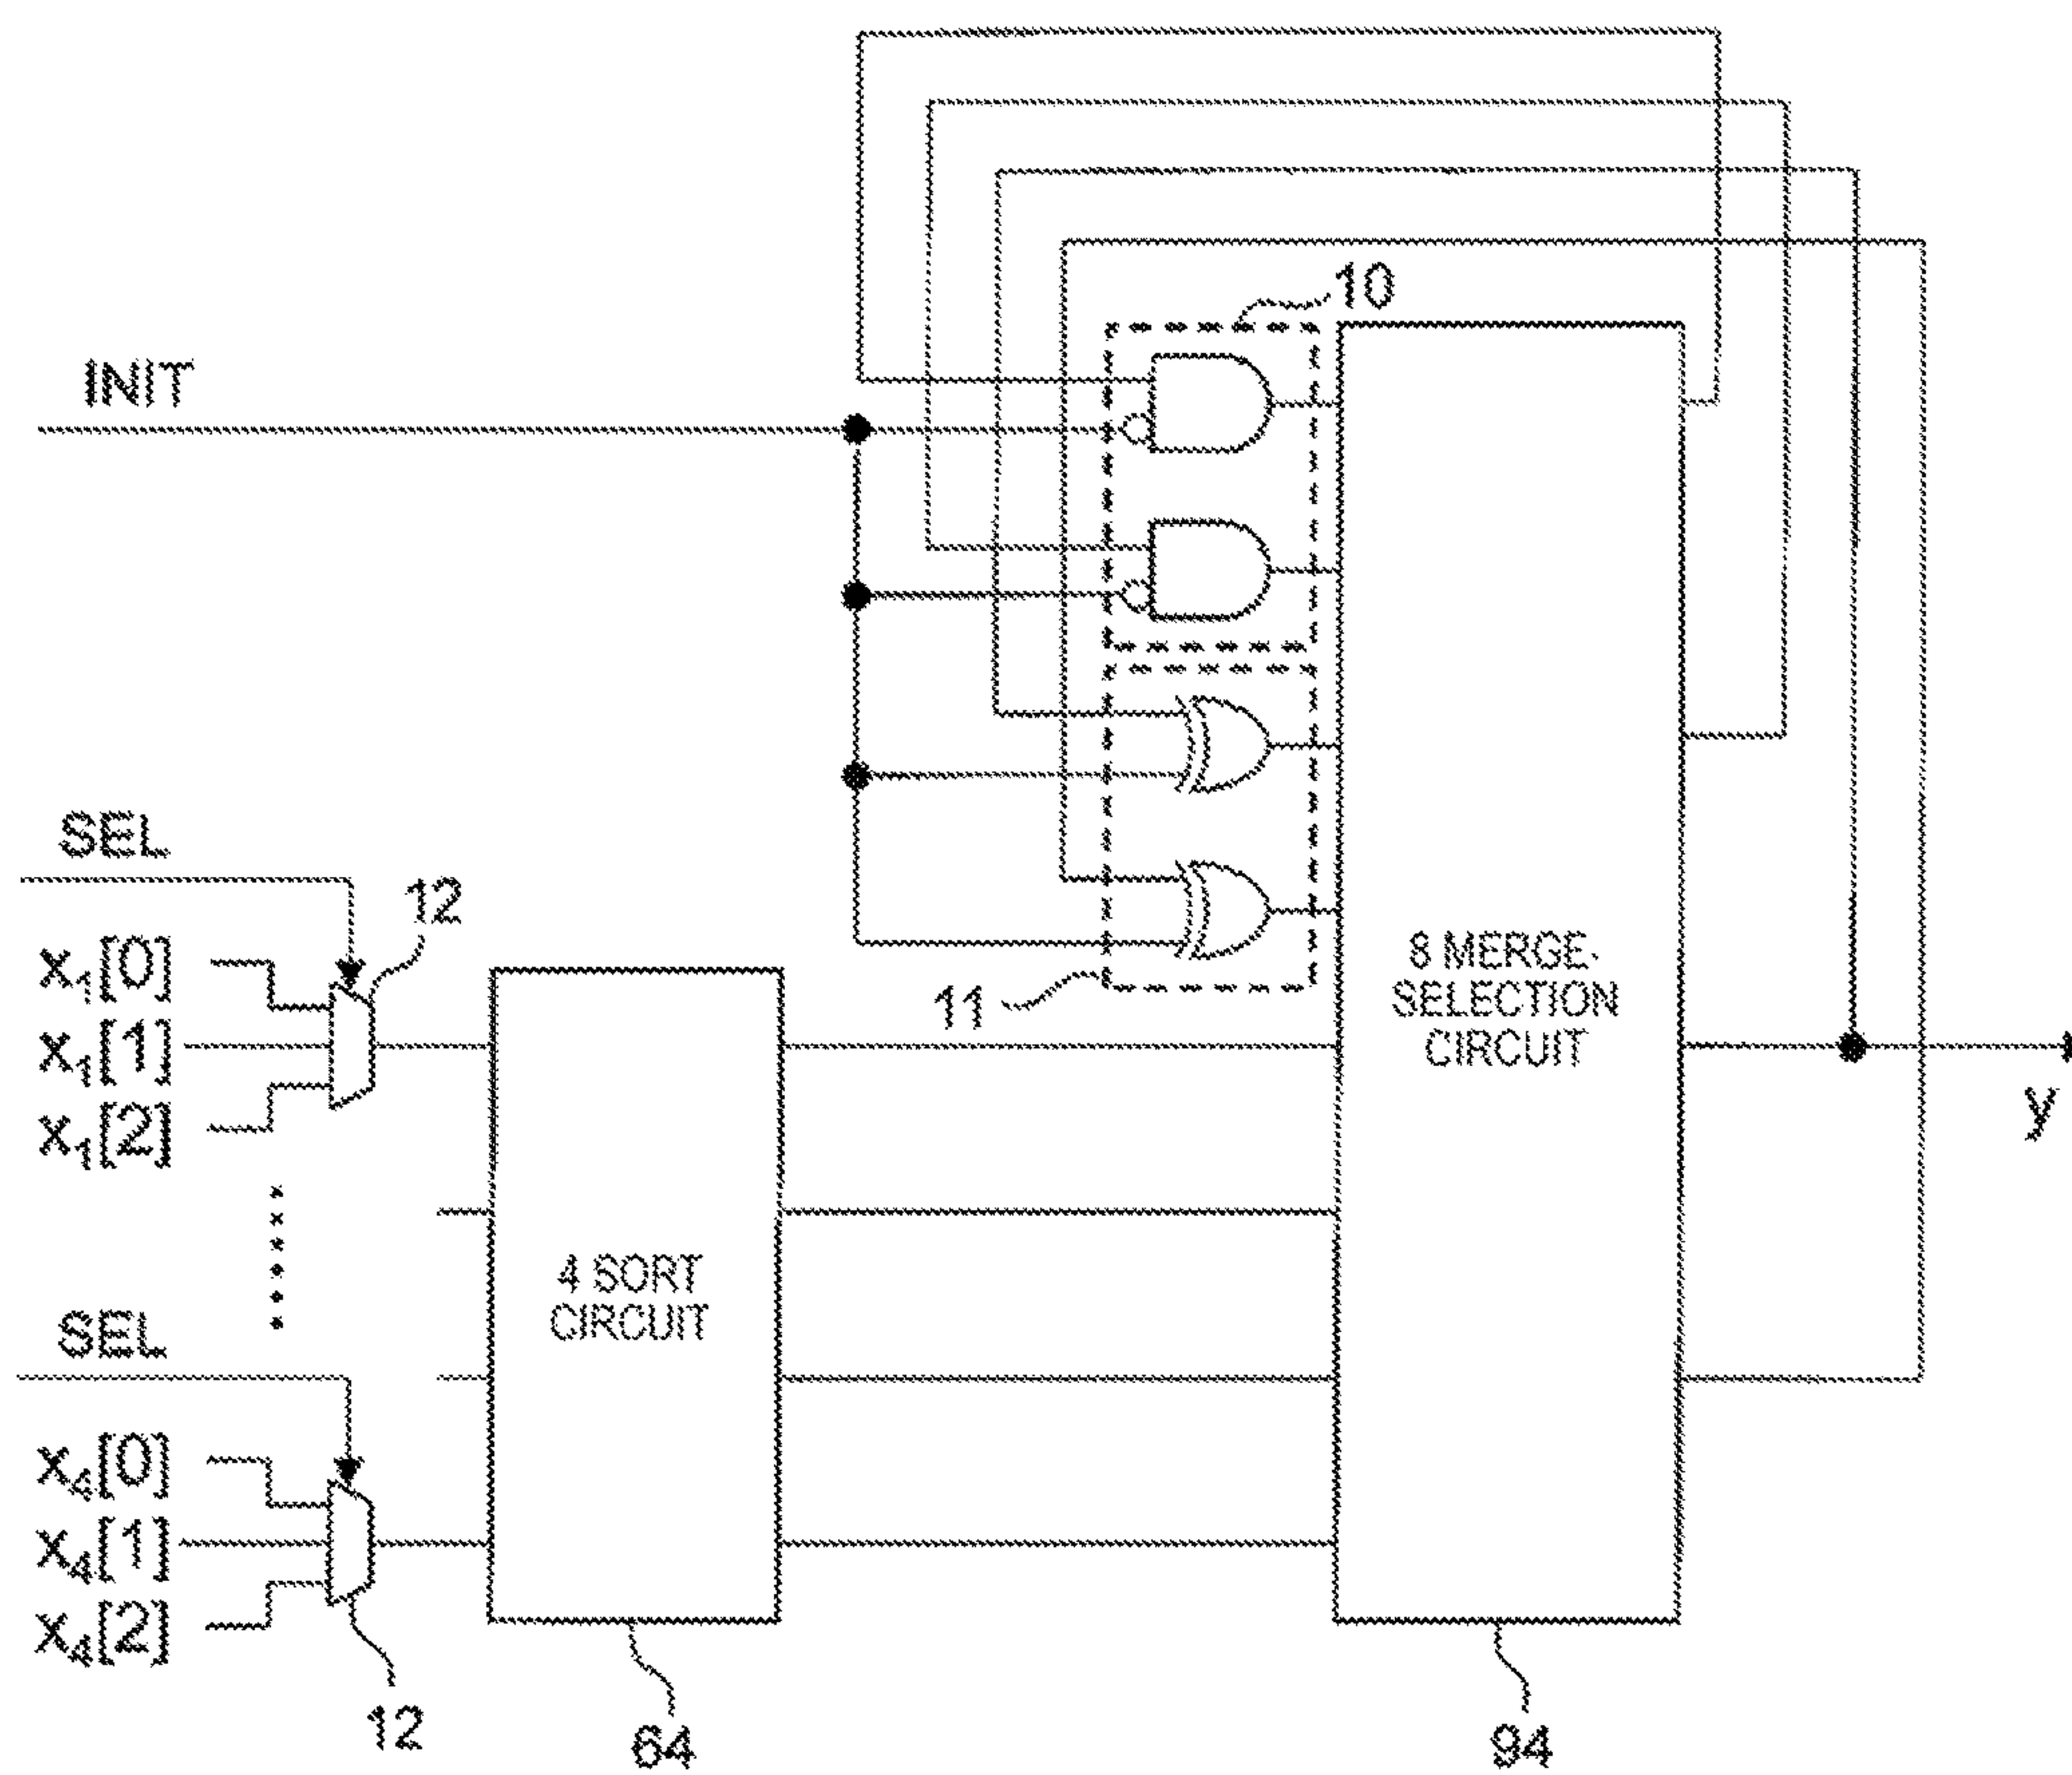 10
INIT
SEL
12
x₁[0]
x₁[1]
x₁[2]
11
8 MERGE-
SELECTION
CIRCUIT
y
4 SORT
CIRCUIT
SEL
x₄[0]
x₄[1]
x₄[2]
12
64
94